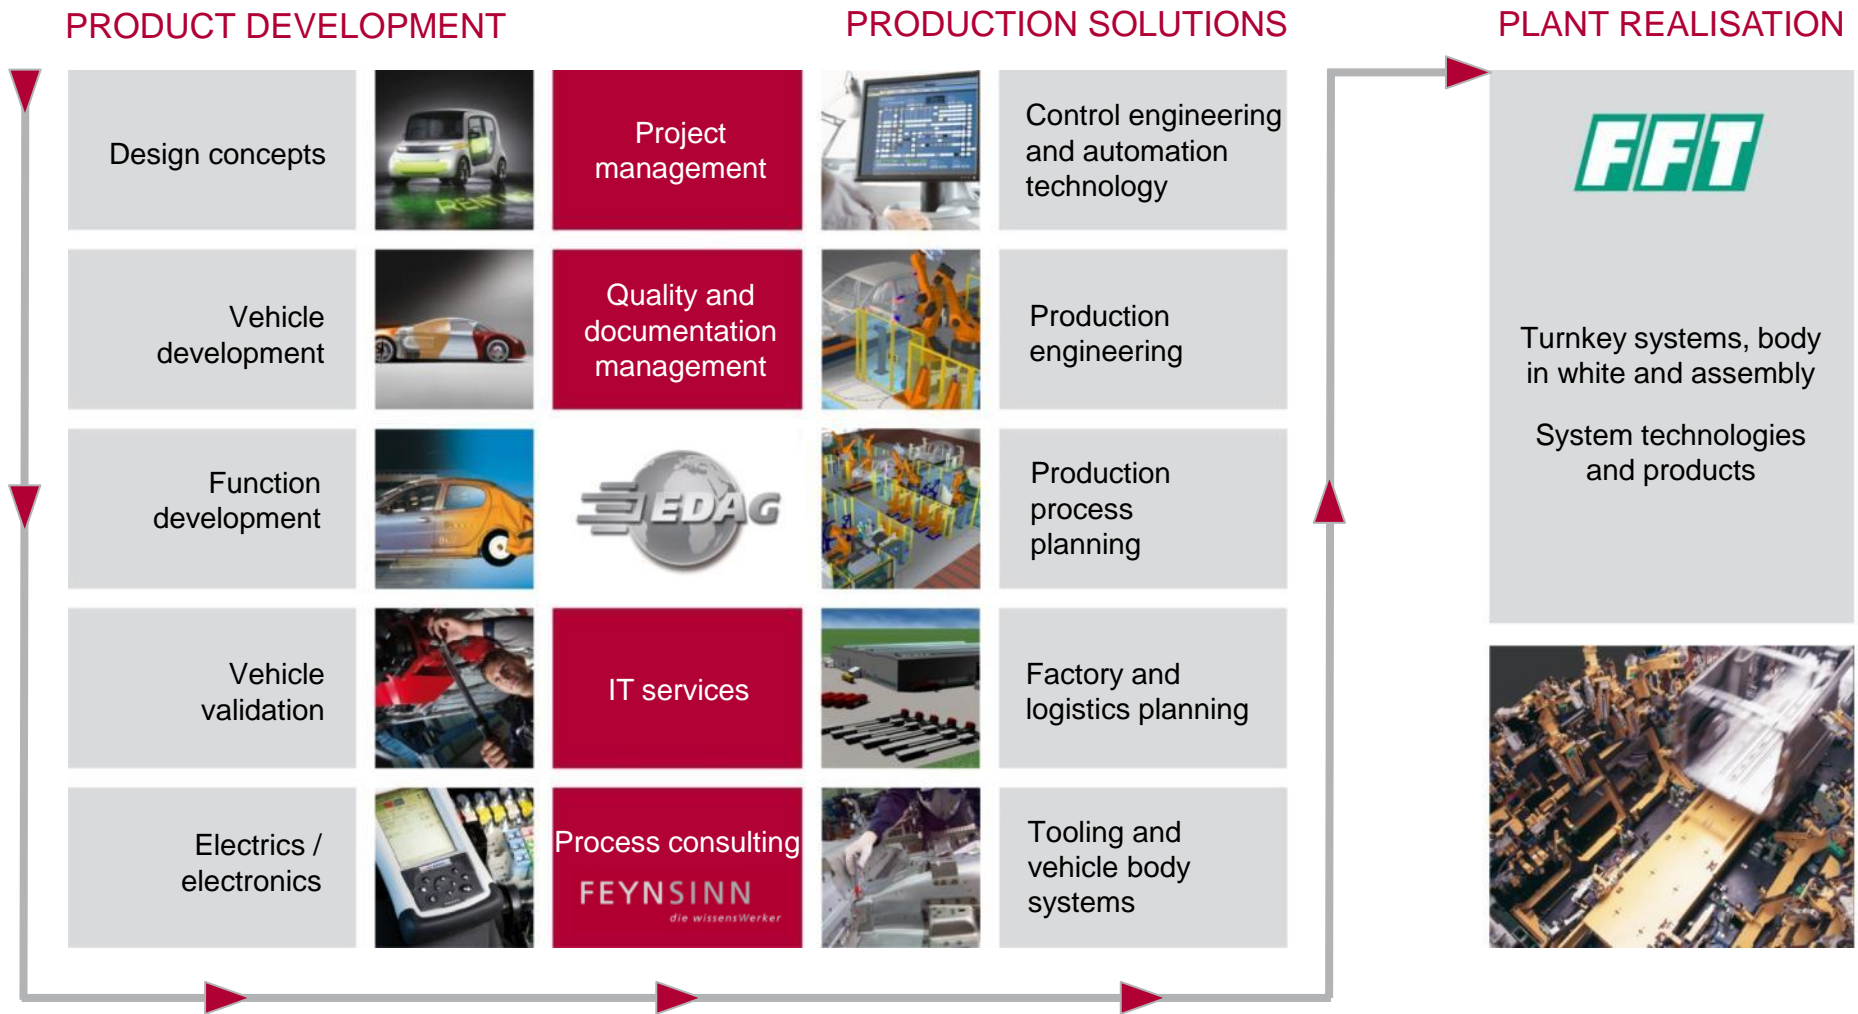 PRODUCT DEVELOPMENT
PRODUCTION SOLUTIONS
PLANT REALISATION
Design concepts
RENT
Project
management
Control engineering
and automation
technology
FFT
Vehicle
development
Quality and
documentation
management
Production
engineering
Turnkey systems, body
in white and assembly
System technologies
and products
Function
development
EDAG
Production
process
planning
Vehicle
validation
IT services
Factory and
logistics planning
Electrics /
electronics
Process consulting
FEYNSINN
die wissensWerker
Tooling and
vehicle body
systems